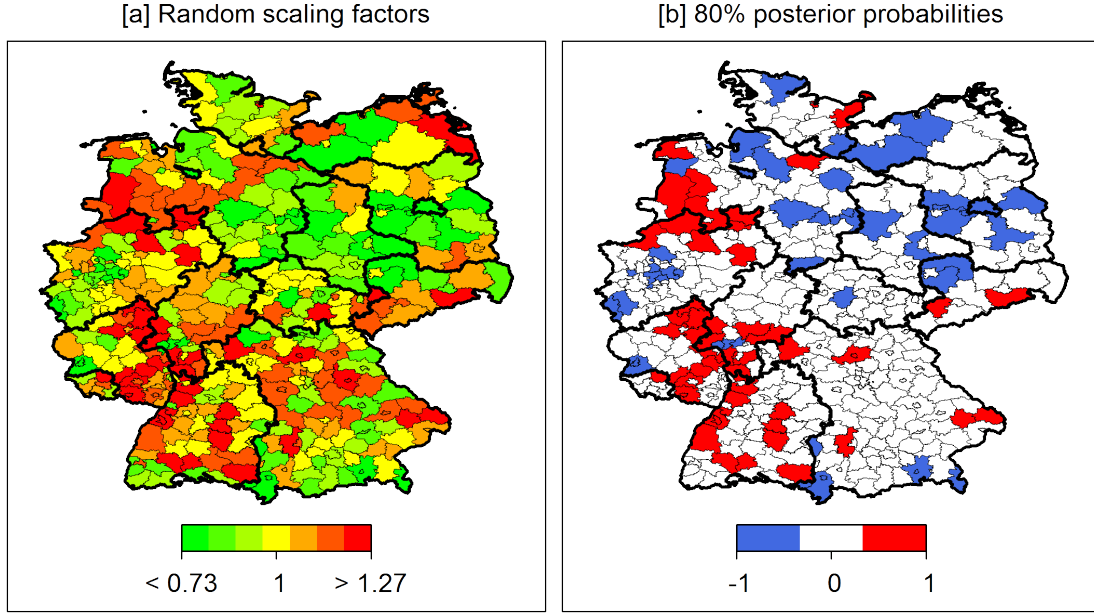 [a] Random scaling factors
[b] 80% posterior probabilities
< 0.73 1 > 1.27
-1 0 1